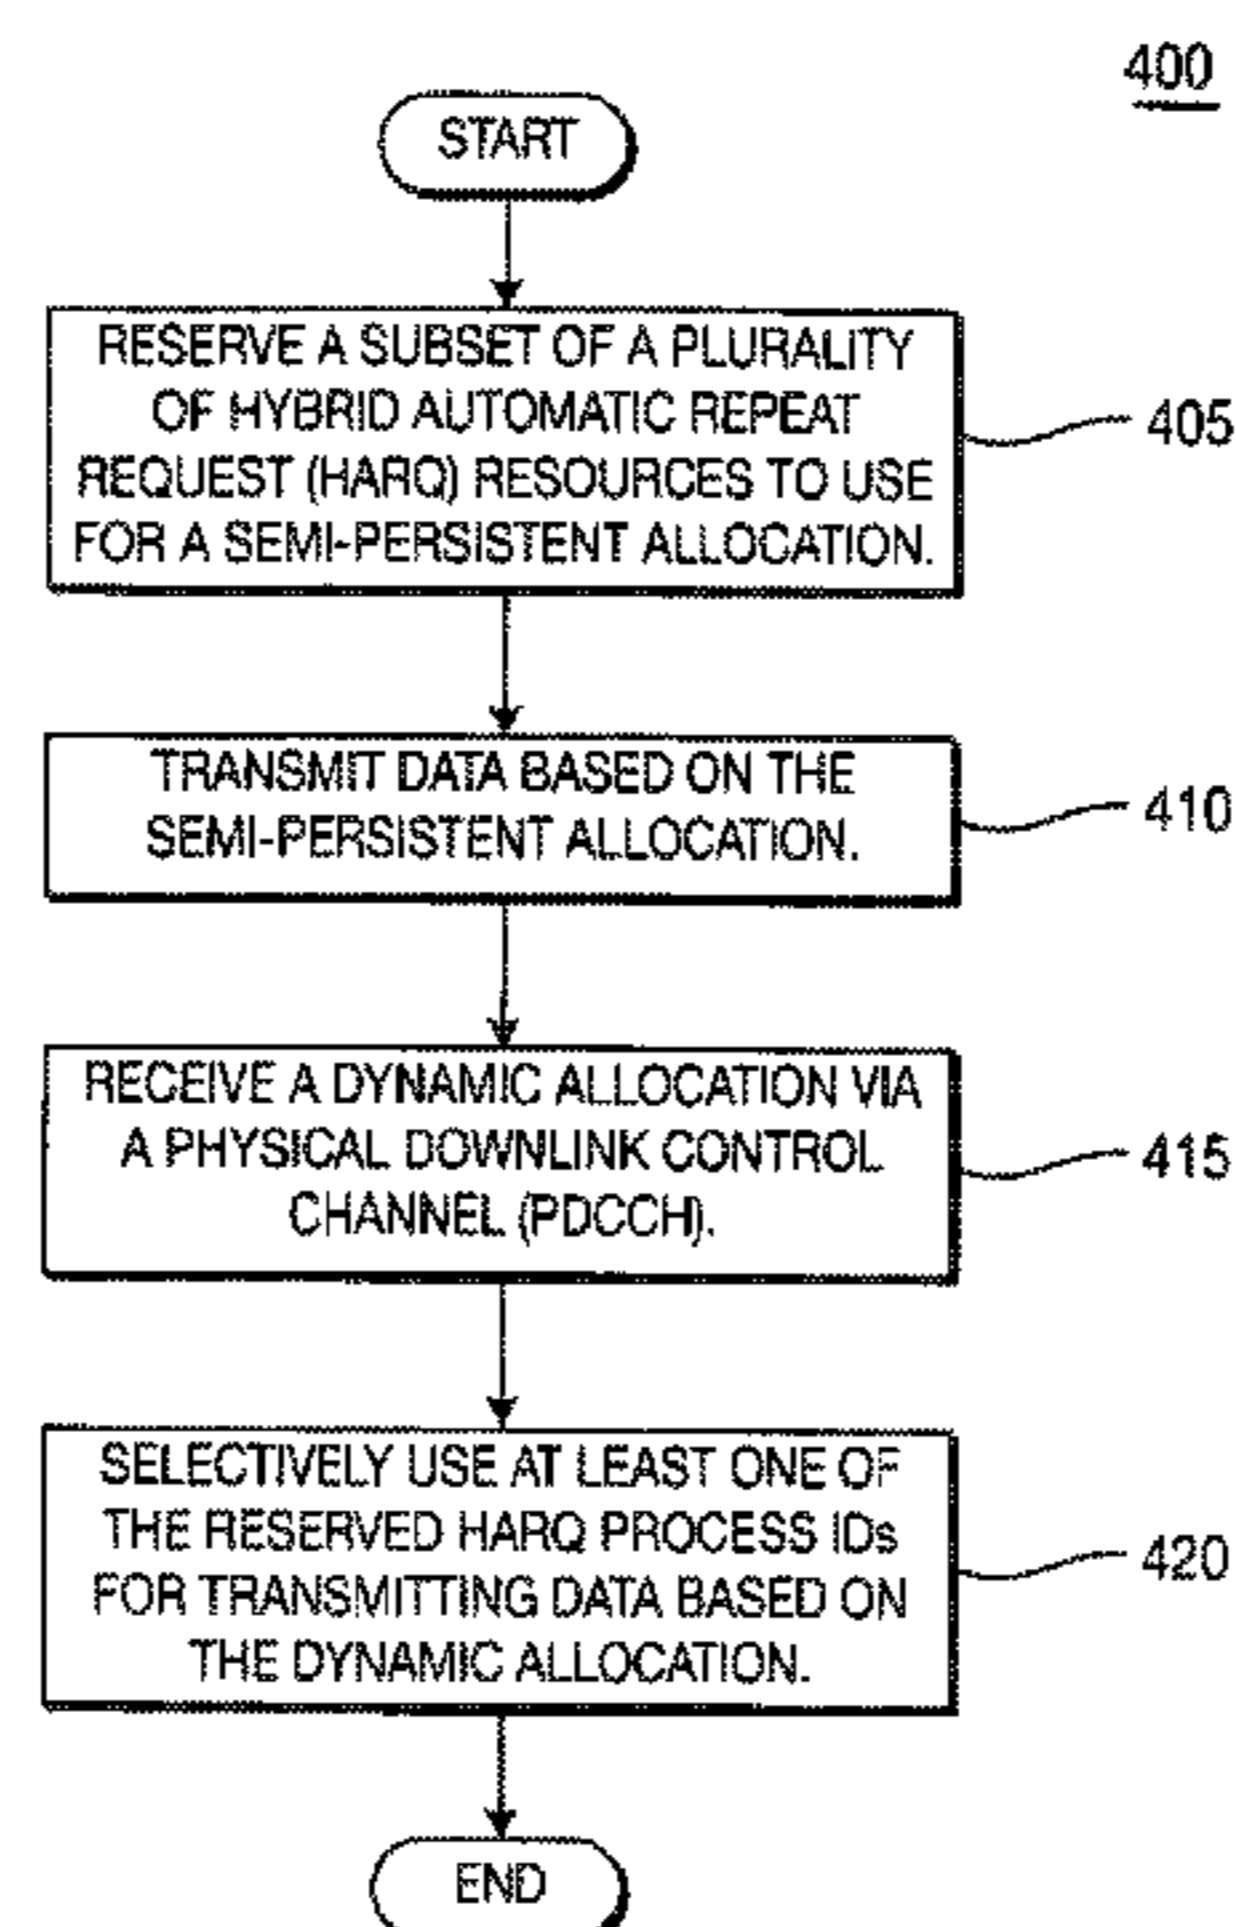 400
START
RESERVE A SUBSET OF A PLURALITY
OF HYBRID AUTOMATIC REPEAT
REQUEST (HARQ) RESOURCES TO USE
FOR A SEMI-PERSISTENT ALLOCATION.
405
TRANSMIT DATA BASED ON THE
SEMI-PERSISTENT ALLOCATION.
410
RECEIVE A DYNAMIC ALLOCATION VIA
A PHYSICAL DOWNLINK CONTROL
CHANNEL (PDCCH).
415
SELECTIVELY USE AT LEAST ONE OF
THE RESERVED HARQ PROCESS IDs
FOR TRANSMITTING DATA BASED ON
THE DYNAMIC ALLOCATION.
420
END